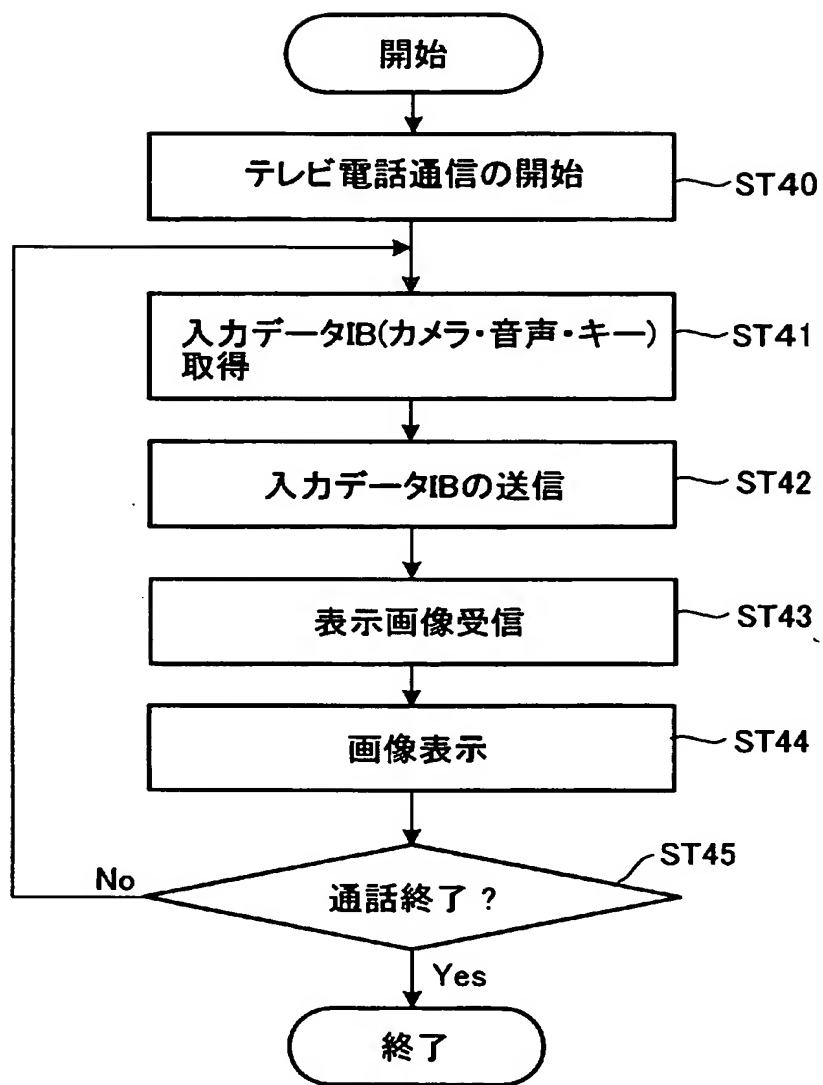 開始
テレビ電話通信の開始
ST40
入力データIB(カメラ・音声・キー)
取得
ST41
入力データIBの送信
ST42
表示画像受信
ST43
画像表示
ST44
通話終了?
ST45
No
Yes
終了